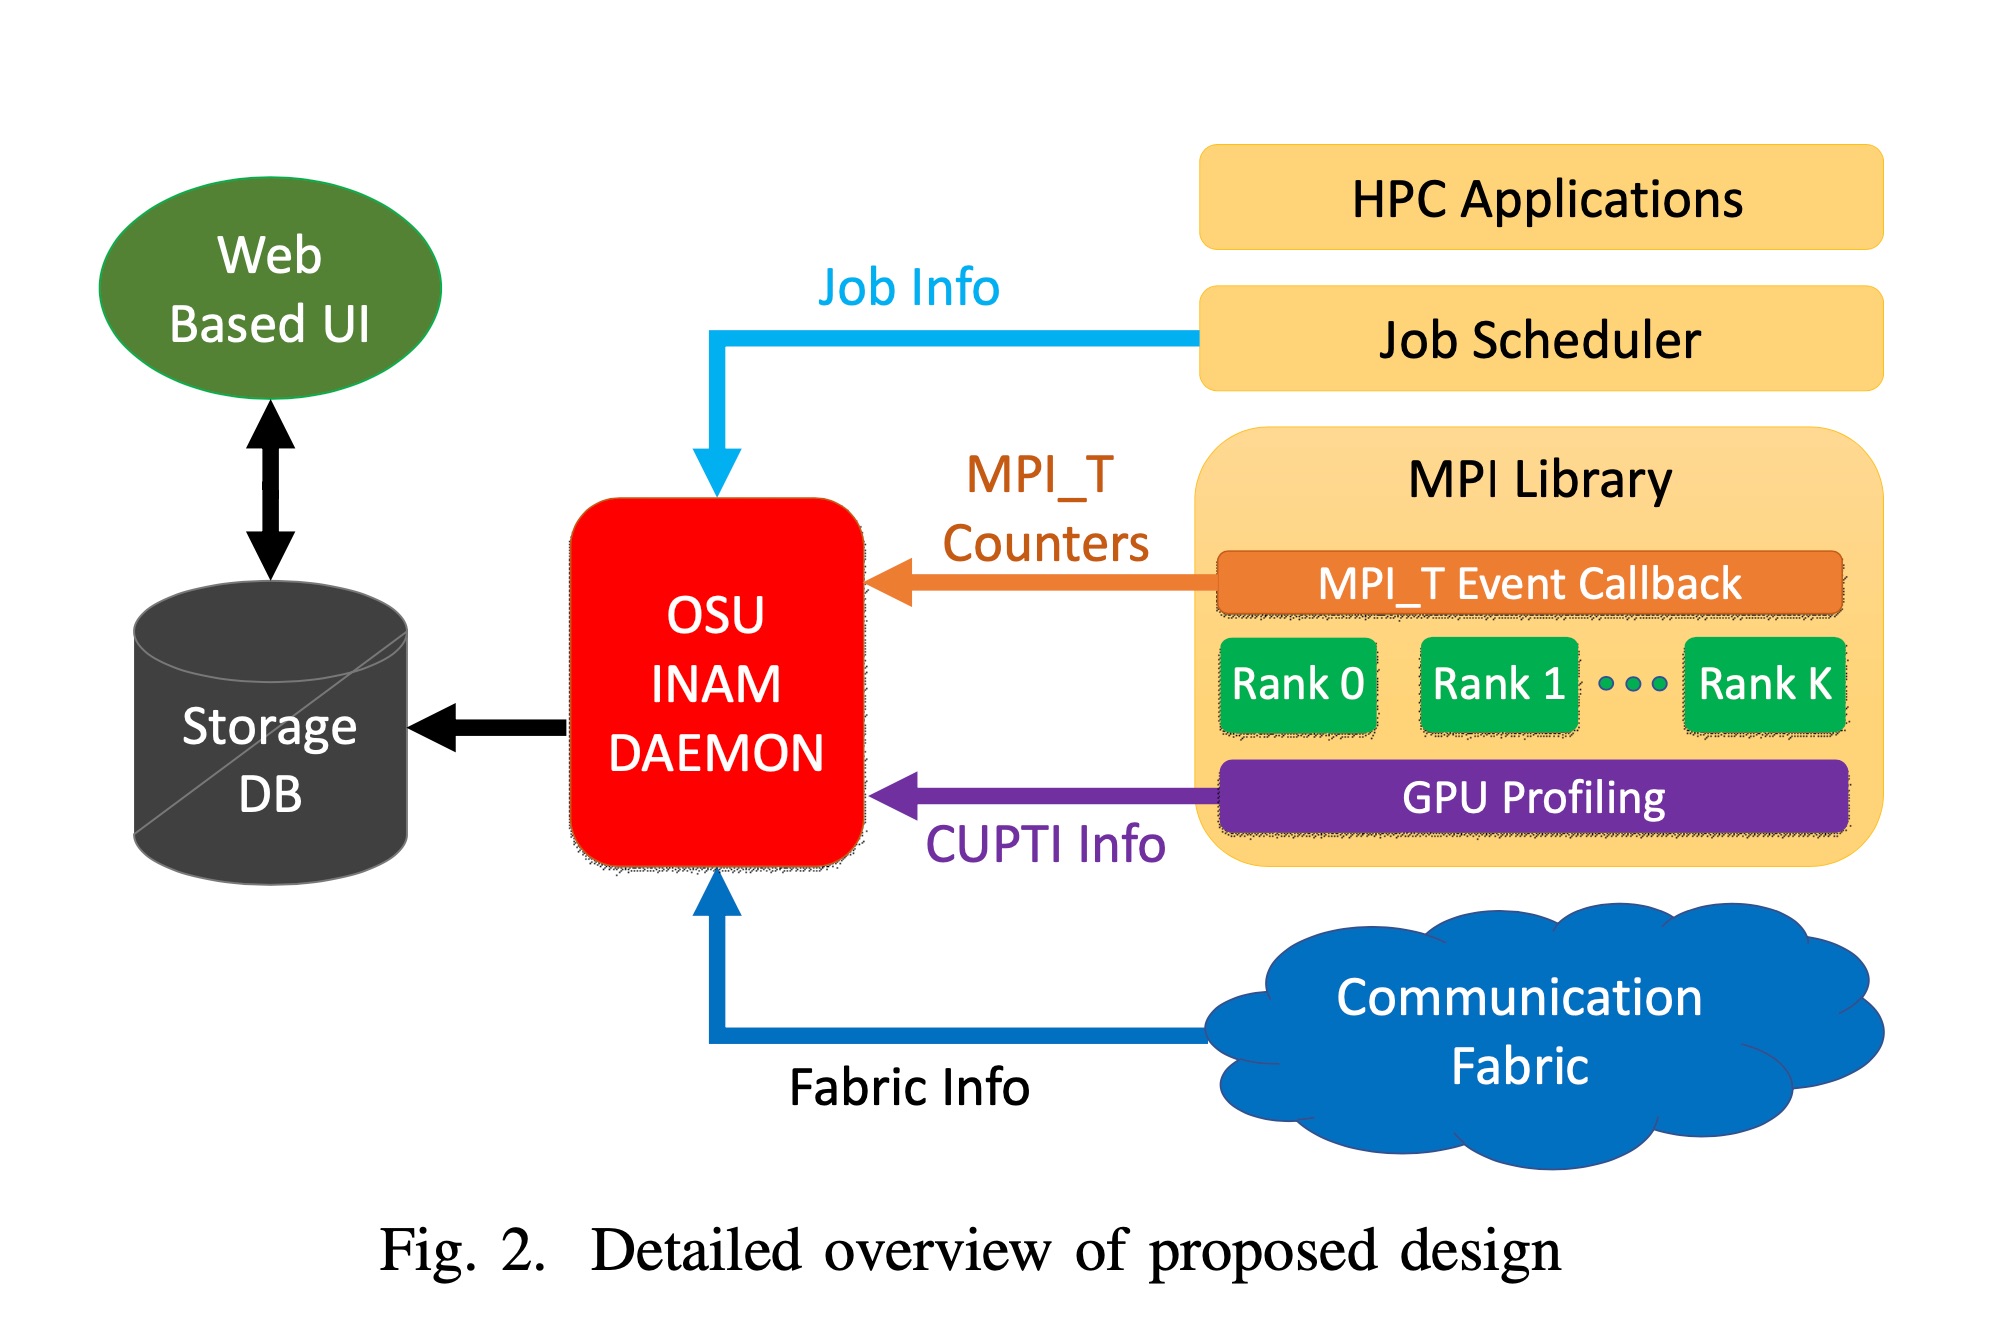 HPC Applications
Web
Based UI
Job Info
Job Scheduler
MPI_T
Counters
MPI Library
MPI_T Event Callback
OSU
INAM
DAEMON
Rank 0
Rank 1
Rank K
Storage
DB
GPU Profiling
CUPTI Info
Communication
Fabric
Fabric Info
Fig. 2. Detailed overview of proposed design